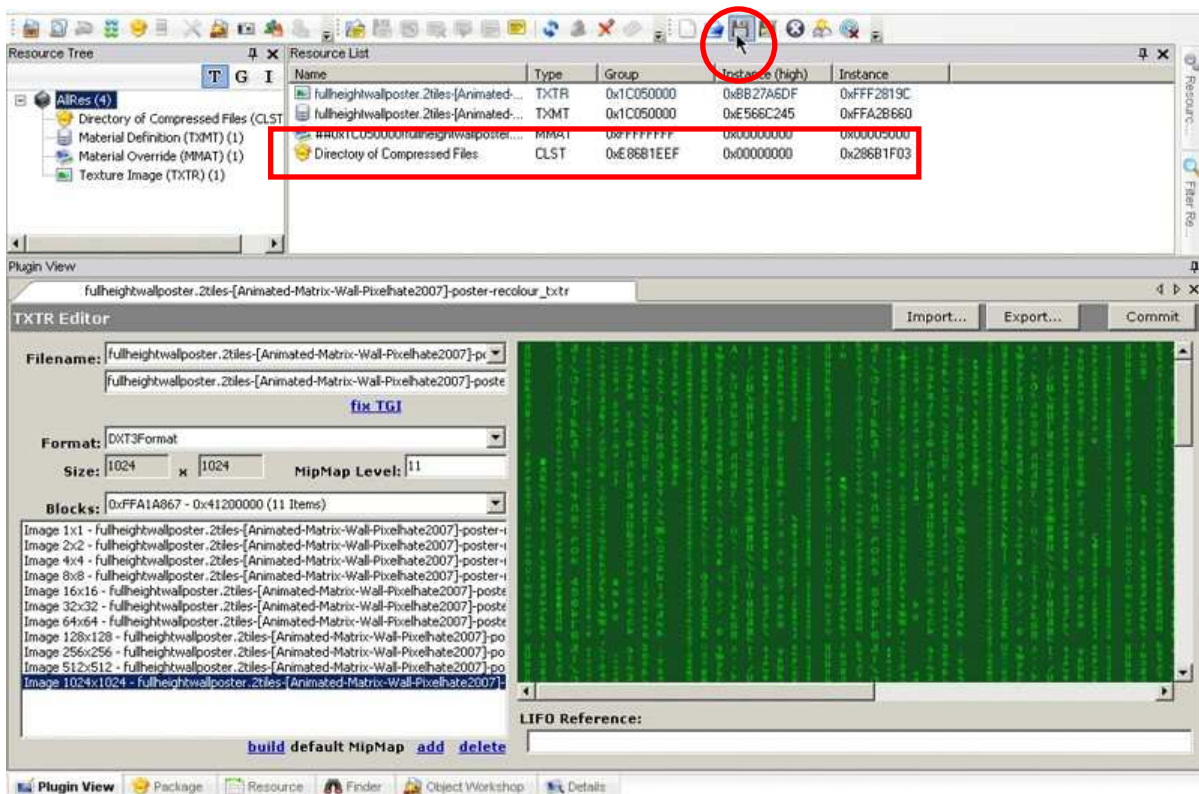 Resource Tree
Resource List
T G I
AllRes (4)
Directory of Compressed Files (CLST
Material Definition (TXMT) (1)
Material Override (MMAT) (1)
Texture Image (TXTR) (1)
Name Type Group Instance (high) Instance
fullheightwallposter.2tiles-[Animated-... TXTR 0x1C050000 0xBB27A6DF 0xFFF2819C
fullheightwallposter.2tiles-[Animated-... TXMT 0x1C050000 0xE566C245 0xFFA2B660
##0x1C050000!fullheightwallposter.... MMAT 0xFFFFFFFF 0x00000000 0x00005000
Directory of Compressed Files CLST 0xE86B1EEF 0x00000000 0x286B1F03
Resourc...
Filter Re...
Plugin View
fullheightwallposter.2tiles-[Animated-Matrix-Wall-Pixelhate2007]-poster-recolour_txtr
TXTR Editor
Import... Export... Commit
Filename: fullheightwallposter.2tiles-[Animated-Matrix-Wall-Pixelhate2007]-po
fullheightwallposter.2tiles-[Animated-Matrix-Wall-Pixelhate2007]-poste
fix TGI
Format: DXT3Format
Size: 1024 x 1024 MipMap Level: 11
Blocks: 0xFFA1A867 - 0x41200000 (11 Items)
Image 1x1 - fullheightwallposter.2tiles-[Animated-Matrix-Wall-Pixelhate2007]-poster-r
Image 2x2 - fullheightwallposter.2tiles-[Animated-Matrix-Wall-Pixelhate2007]-poster-r
Image 4x4 - fullheightwallposter.2tiles-[Animated-Matrix-Wall-Pixelhate2007]-poster-r
Image 8x8 - fullheightwallposter.2tiles-[Animated-Matrix-Wall-Pixelhate2007]-poster-r
Image 16x16 - fullheightwallposter.2tiles-[Animated-Matrix-Wall-Pixelhate2007]-poste
Image 32x32 - fullheightwallposter.2tiles-[Animated-Matrix-Wall-Pixelhate2007]-poste
Image 64x64 - fullheightwallposter.2tiles-[Animated-Matrix-Wall-Pixelhate2007]-poste
Image 128x128 - fullheightwallposter.2tiles-[Animated-Matrix-Wall-Pixelhate2007]-po
Image 256x256 - fullheightwallposter.2tiles-[Animated-Matrix-Wall-Pixelhate2007]-po
Image 512x512 - fullheightwallposter.2tiles-[Animated-Matrix-Wall-Pixelhate2007]-po
Image 1024x1024 - fullheightwallposter.2tiles-[Animated-Matrix-Wall-Pixelhate2007]-
build default MipMap add delete
LIFO Reference:
Plugin View Package Resource Finder Object Workshop Details